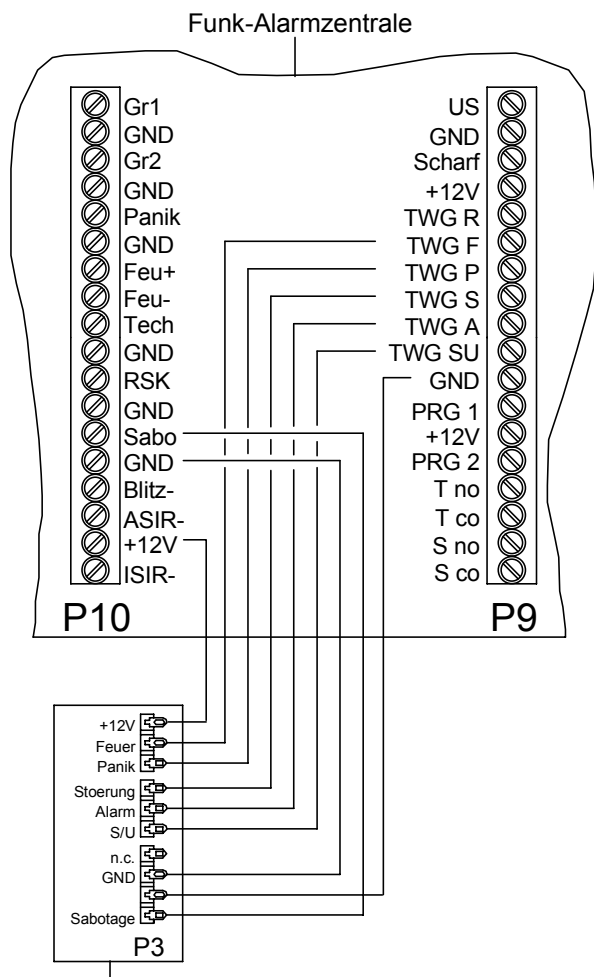 Funk-Alarmzentrale
Gr1
GND
Gr2
GND
Panik
GND
Feu+
Feu-
Tech
GND
RSK
GND
Sabo
GND
Blitz-
ASIR-
+12V
ISIR-
P10
US
GND
Scharf
+12V
TWG R
TWG F
TWG P
TWG S
TWG A
TWG SU
GND
PRG 1
+12V
PRG 2
T no
T co
S no
S co
P9
+12V
Feuer
Panik
Stoerung
Alarm
S/U
n.c.
GND
Sabotage
P3